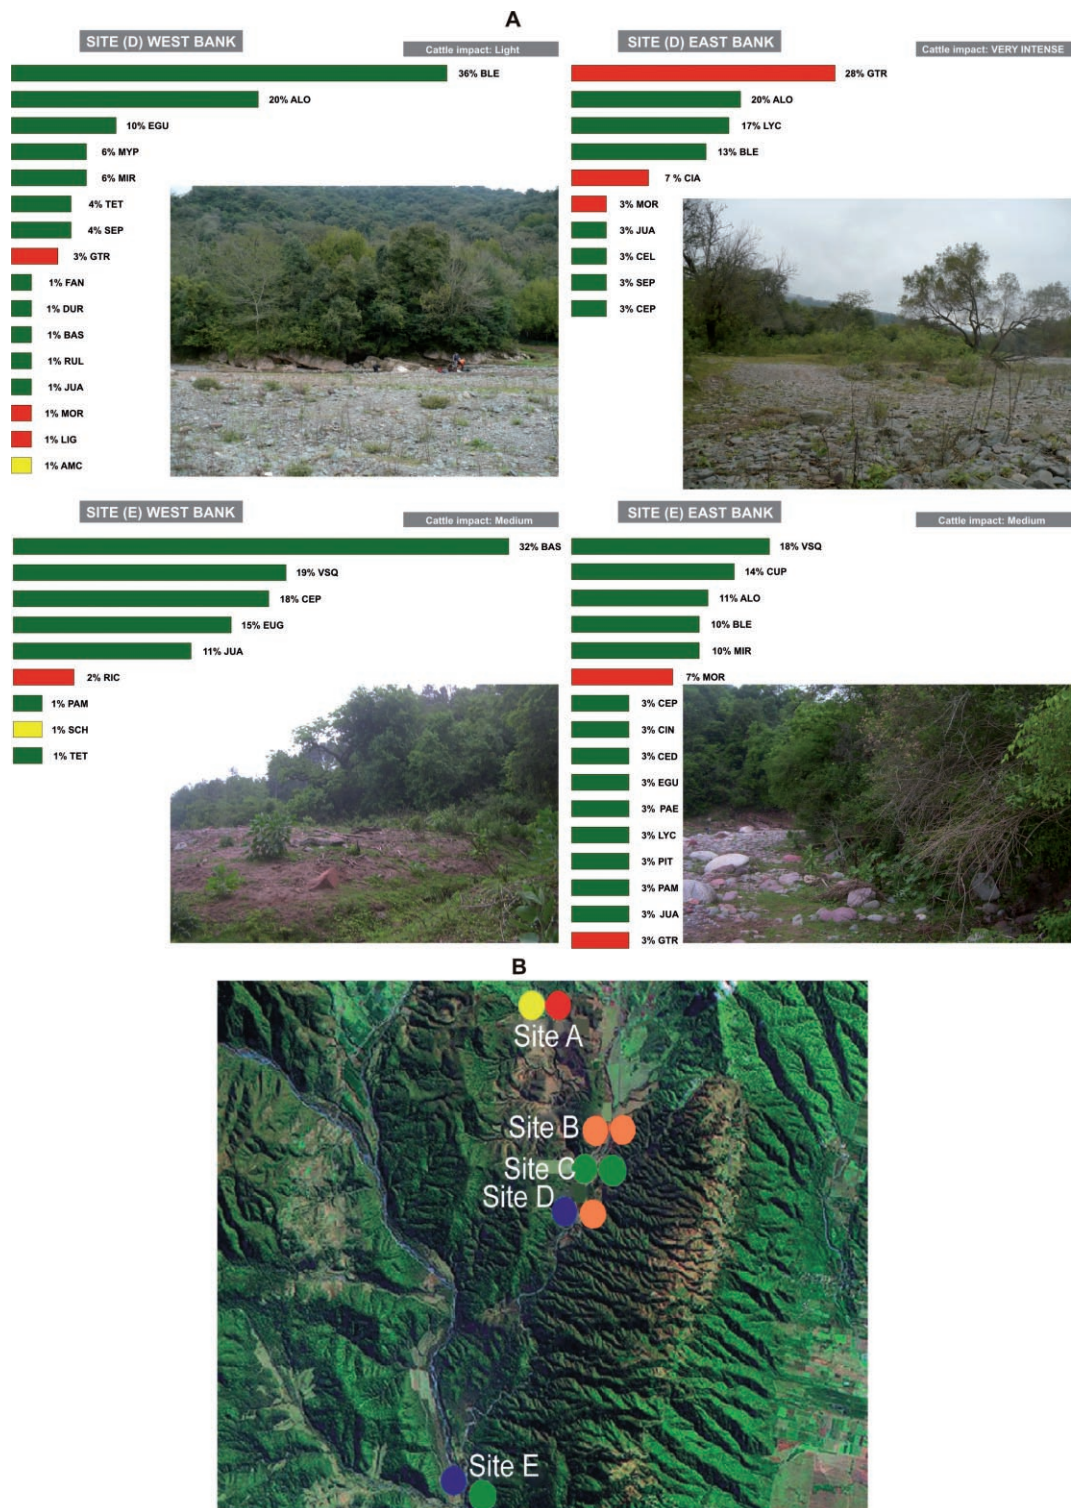 A
SITE (D) WEST BANK
Cattle impact: Light
36% BLE
20% ALO
10% EGU
6% MYP
6% MIR
4% TET
4% SEP
3% GTR
1% FAN
1% DUR
1% BAS
1% RUL
1% JUA
1% MOR
1% LIG
1% AMC
SITE (D) EAST BANK
Cattle impact: VERY INTENSE
28% GTR
20% ALO
17% LYC
13% BLE
7 % CIA
3% MOR
3% JUA
3% CEL
3% SEP
3% CEP
SITE (E) WEST BANK
Cattle impact: Medium
32% BAS
19% VSQ
18% CEP
15% EUG
11% JUA
2% RIC
1% PAM
1% SCH
1% TET
SITE (E) EAST BANK
Cattle impact: Medium
18% VSQ
14% CUP
11% ALO
10% BLE
10% MIR
7% MOR
3% CEP
3% CIN
3% CED
3% EGU
3% PAE
3% LYC
3% PIT
3% PAM
3% JUA
3% GTR
B
Site A
Site B
Site C
Site D
Site E